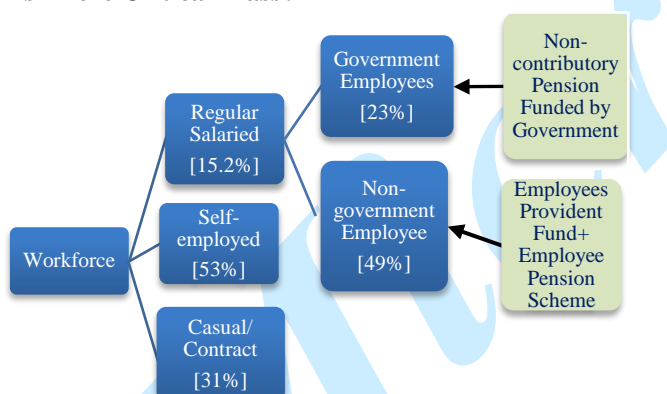 Workforce
Regular
Salaried
[15.2%]
Self-
employed
[53%]
Casual/
Contract
[31%]
Government
Employees
[23%]
Non-
government
Employee
[49%]
Non-
contributory
Pension
Funded by
Government
Employees
Provident
Fund+
Employee
Pension
Scheme